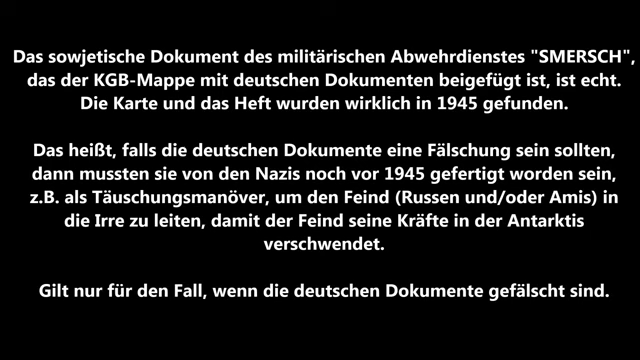 Das sowjetische Dokument des militärischen Abwehrdienstes "SMERSCH",
das der KGB-Mappe mit deutschen Dokumenten beigefügt ist, ist echt.
Die Karte und das Heft wurden wirklich in 1945 gefunden.
Das heißt, falls die deutschen Dokumente eine Fälschung sein sollten,
dann mussten sie von den Nazis noch vor 1945 gefertigt worden sein,
z.B. als Täuschungsmanöver, um den Feind (Russen und/oder Amis) in
die Irre zu leiten, damit der Feind seine Kräfte in der Antarktis
verschwendet.
Gilt nur für den Fall, wenn die deutschen Dokumente gefälscht sind.